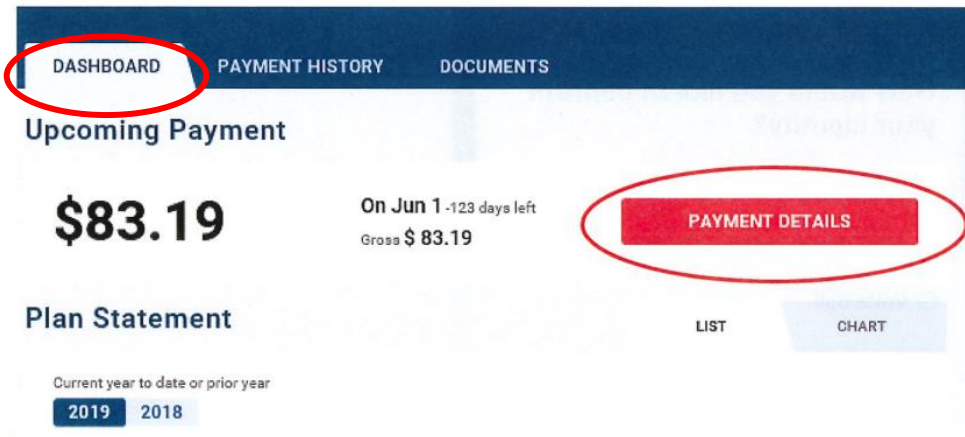 DASHBOARD PAYMENT HISTORY DOCUMENTS
Upcoming Payment
$83.19
On Jun 1 -123 days left
Gross $ 83.19
PAYMENT DETAILS
Plan Statement
LIST CHART
Current year to date or prior year
2019 2018